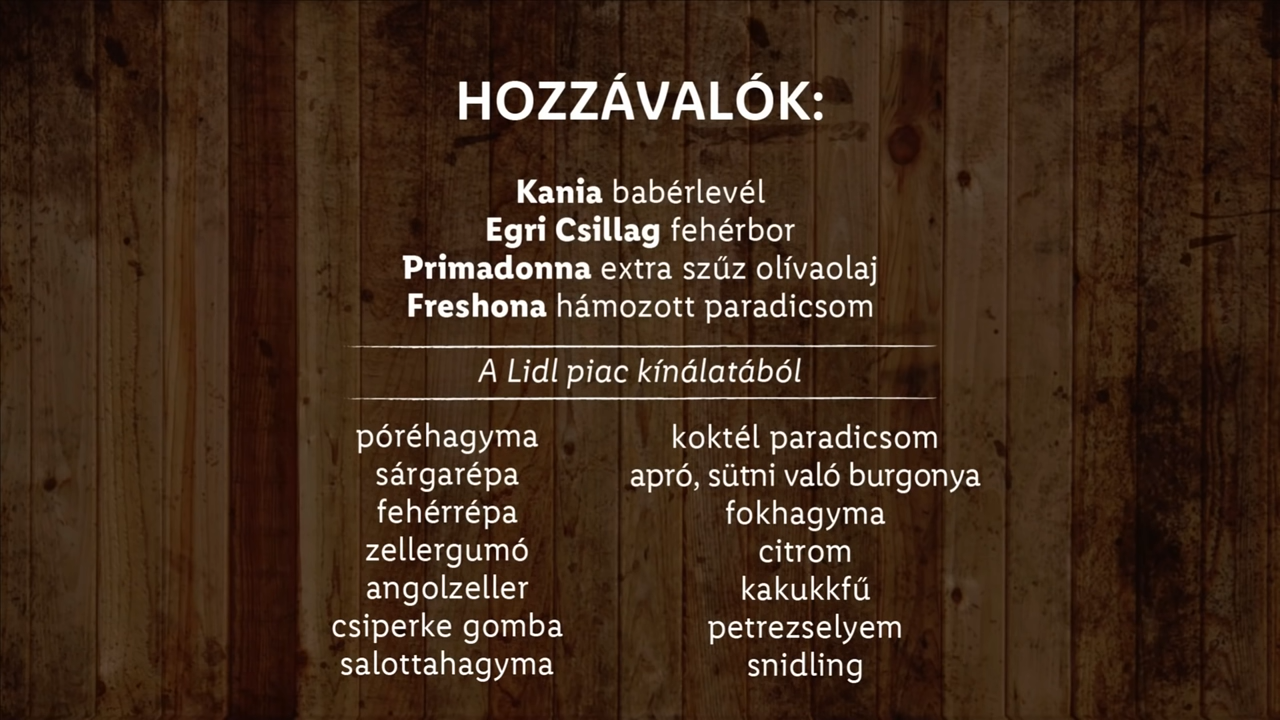 HOZZÁVALÓK:
Kania babérlevél
Egri Csillag fehérbor
Primadonna extra szűz olívaolaj
Freshona hámozott paradicsom
A Lidl piac kínálatából
póréhagyma
sárgarépa
fehérrépa
zellergumó
angolzeller
csiperke gomba
salottahagyma
koktél paradicsom
apró, sütni való burgonya
fokhagyma
citrom
kakukkfű
petrezselyem
snidling